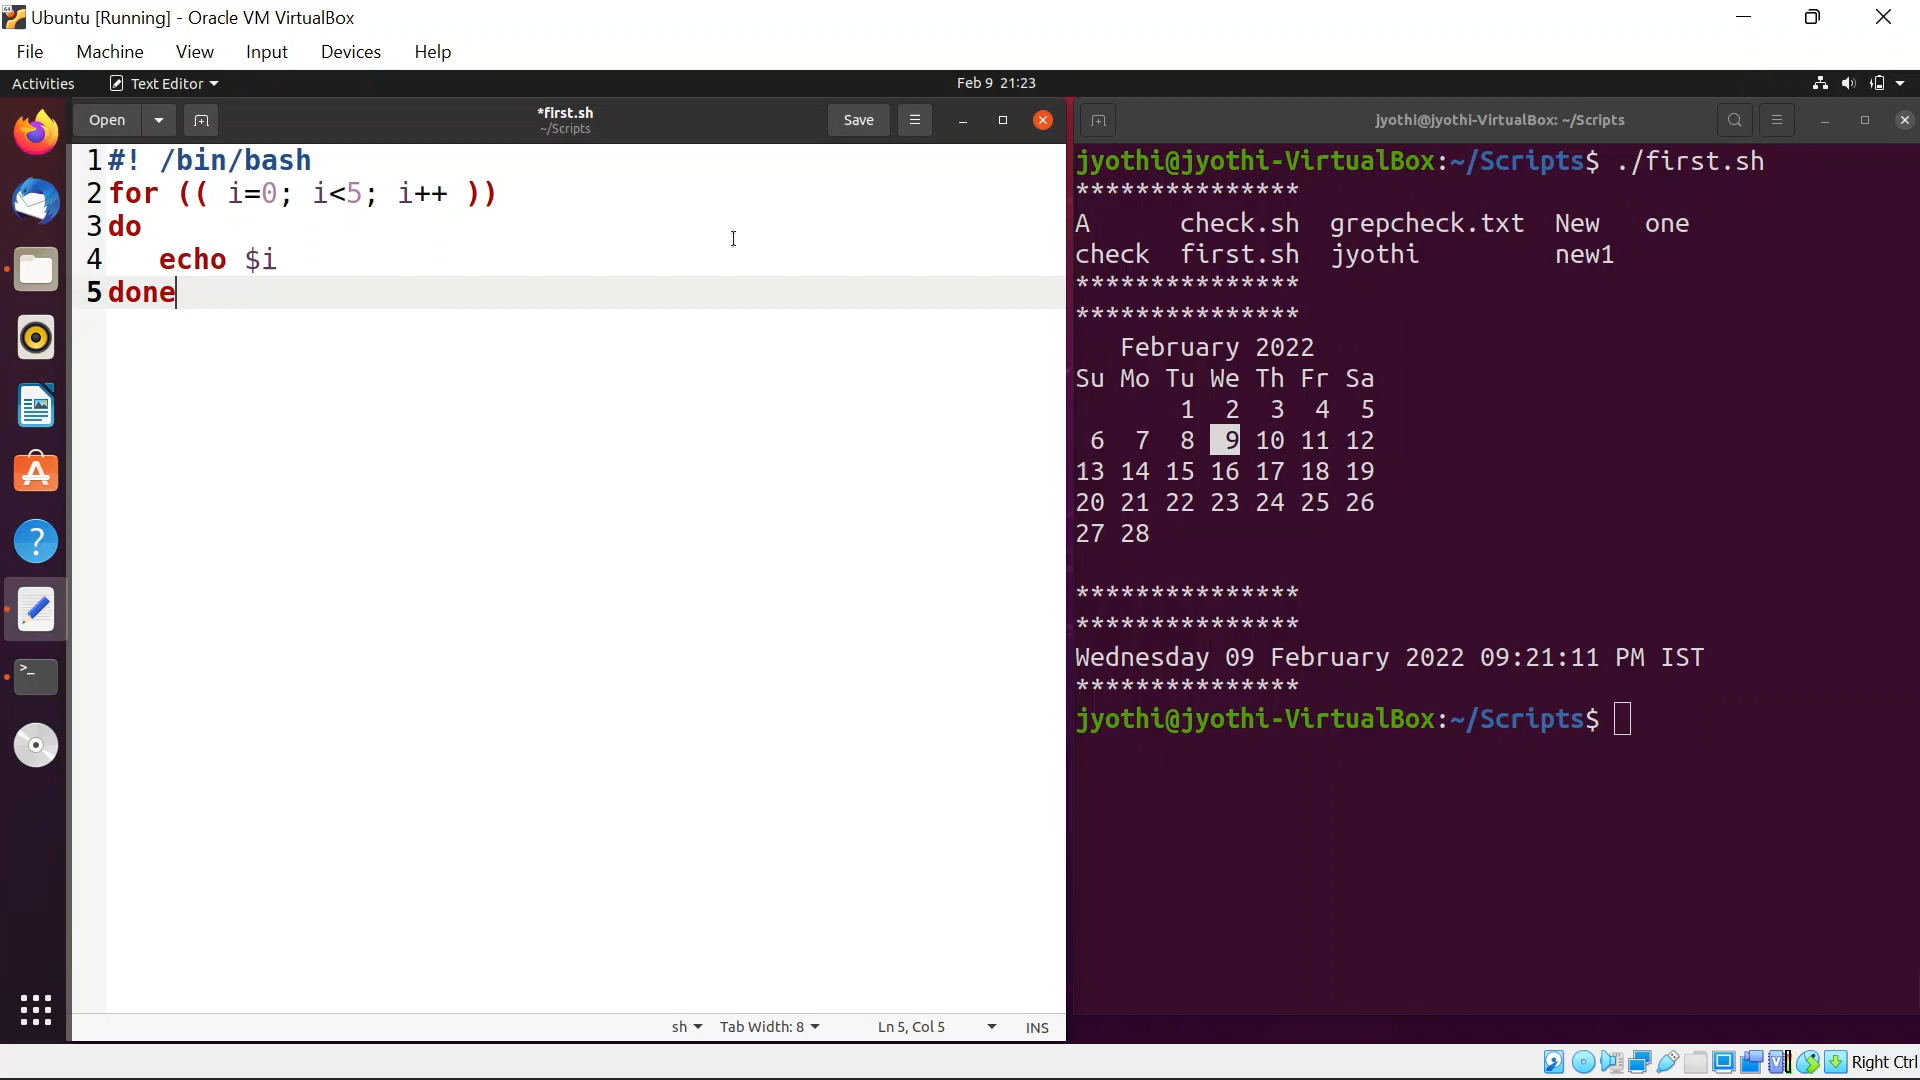 Ubuntu [Running] - Oracle VM VirtualBox
File Machine View Input Devices Help
Activities Text Editor Feb 9 21:23
Open *first.sh Save
~/Scripts
jyothi@jyothi-VirtualBox: ~/Scripts
1 #! /bin/bash
2 for (( i=0; i<5; i++ ))
3 do
4    echo $i
5 done
sh Tab Width: 8 Ln 5, Col 5 INS
jyothi@jyothi-VirtualBox:~/Scripts$ ./first.sh
***************
A      check.sh  grepcheck.txt  New   one
check  first.sh  jyothi         new1
***************
***************
   February 2022
Su Mo Tu We Th Fr Sa
       1  2  3  4  5
 6  7  8  9 10 11 12
13 14 15 16 17 18 19
20 21 22 23 24 25 26
27 28
***************
***************
Wednesday 09 February 2022 09:21:11 PM IST
***************
jyothi@jyothi-VirtualBox:~/Scripts$
Right Ctrl